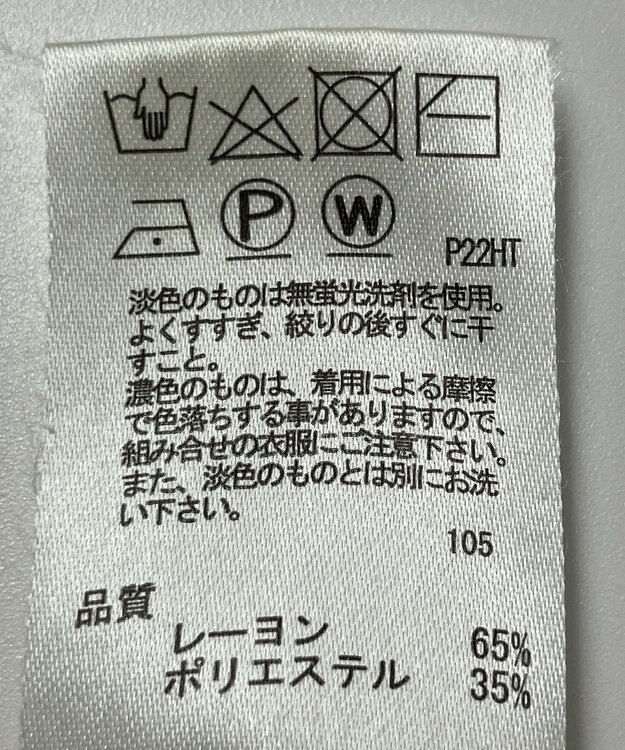 P W
P22HT
淡色のものは無蛍光洗剤を使用。
よくすすぎ、絞りの後すぐに干
すこと。
濃色のものは、着用による摩擦
で色落ちする事がありますので、
組み合せの衣服にご注意下さい。
また、淡色のものとは別にお洗
い下さい。
105
品質
レーヨン 65%
ポリエステル 35%